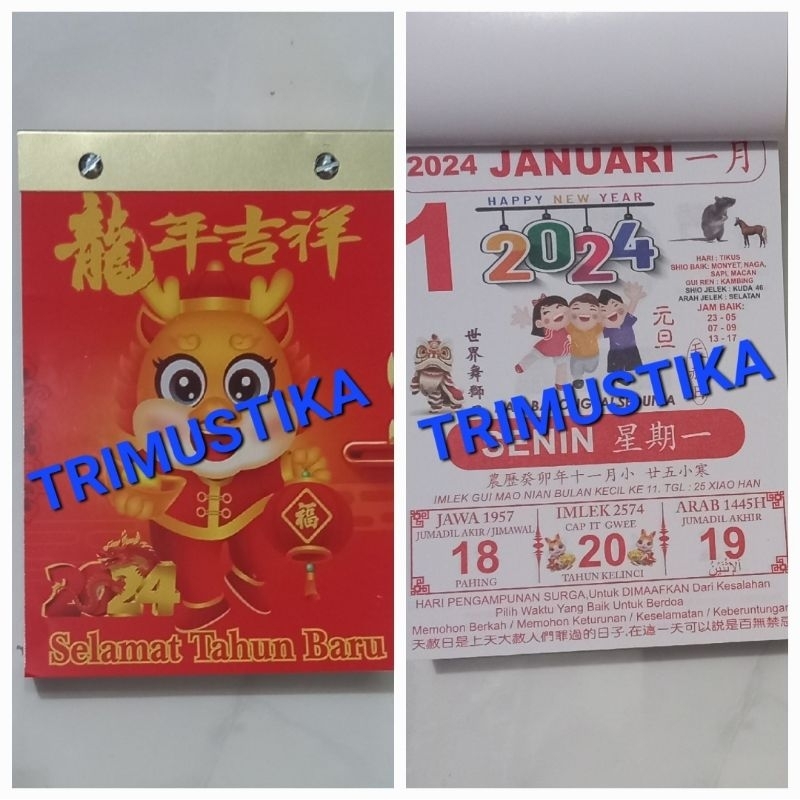 龍年吉祥
福
2024
Selamat Tahun Baru
TRIMUSTIKA
2024 JANUARI 一月
1
HAPPY NEW YEAR
2024
HARI : TIKUS
SHIO BAIK: MONYET, NAGA,
SAPI, MACAN
GUI REN : KAMBING
SHIO JELEK : KUDA 46
ARAH JELEK : SELATAN
JAM BAIK:
23 - 05
07 - 09
13 - 17
世界舞獅
元旦
TRIMUSTIKA
SENIN 星期一
農歷癸卯年十一月小 廿五小寒
IMLEK GUI MAO NIAN BULAN KECIL KE 11, TGL : 25 XIAO HAN
JAWA 1957
JUMADIL AKIR / JIMAWAL
18
PAHING
IMLEK 2574
CAP IT GWEE
20
TAHUN KELINCI
ARAB 1445H
JUMADIL AKHIR
19
الإثنين
HARI PENGAMPUNAN SURGA,Untuk DIMAAFKAN Dari Kesalahan
Pilih Waktu Yang Baik Untuk Berdoa
Memohon Berkah / Memohon Keturunan / Keselamatan / Keberuntungan
天赦日是上天大赦人們罪過的日子.在這一天可以說是百無禁忌